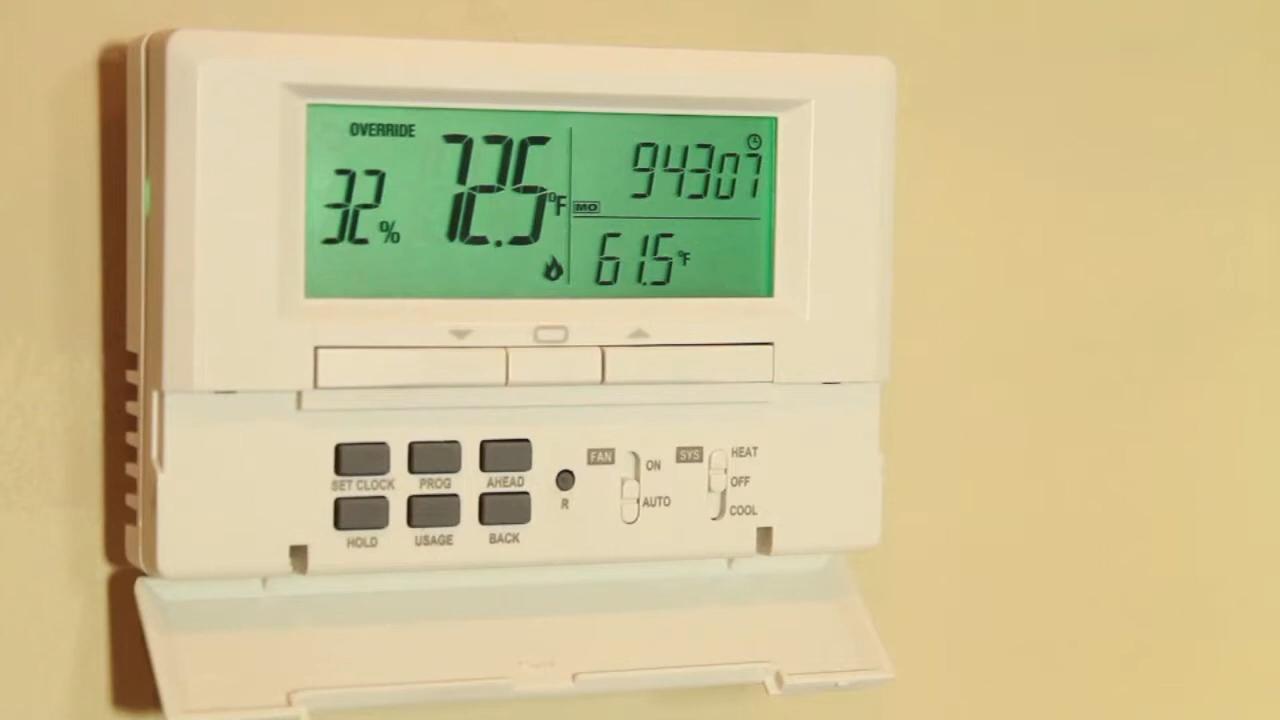 OVERRIDE
32%
72.5°F
94307
MO
61.5°F
SET CLOCK PROG AHEAD
HOLD USAGE BACK
R
FAN
ON
AUTO
SYS
HEAT
OFF
COOL